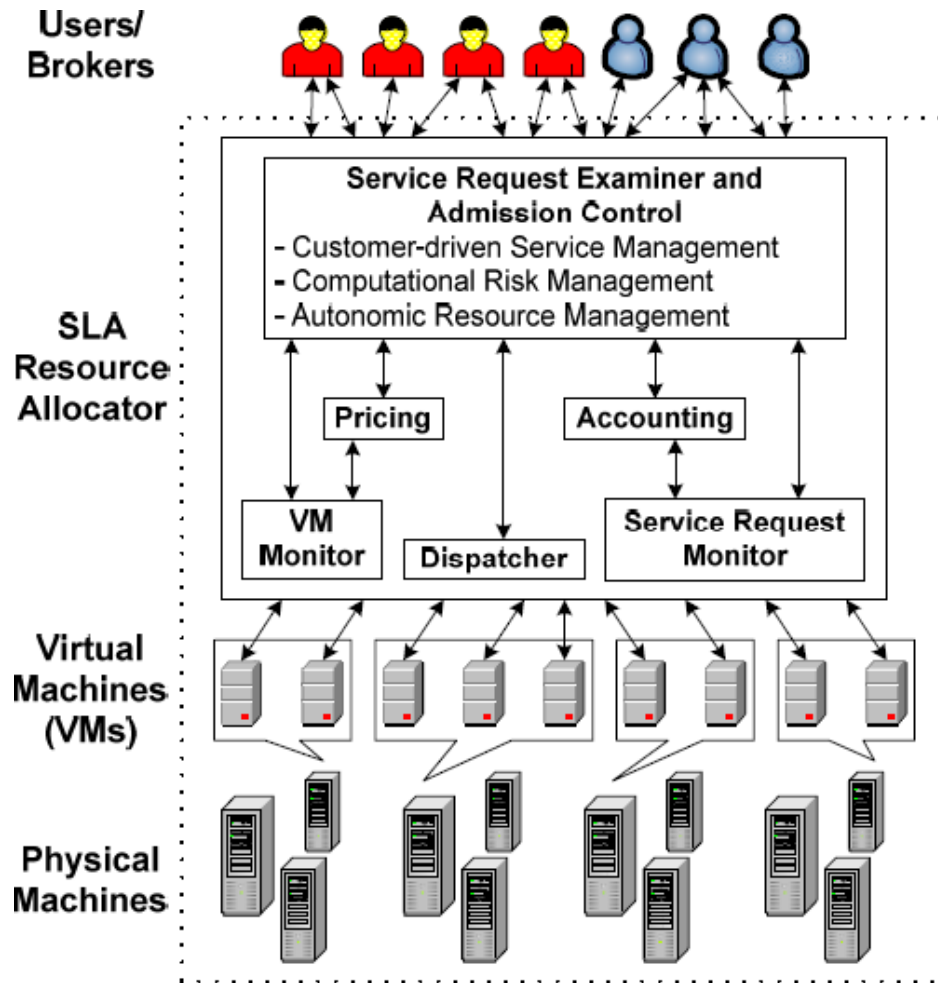 Users/
Brokers
Service Request Examiner and
Admission Control
- Customer-driven Service Management
- Computational Risk Management
- Autonomic Resource Management
SLA
Resource
Allocator
Pricing
Accounting
VM
Monitor
Dispatcher
Service Request
Monitor
Virtual
Machines
(VMs)
Physical
Machines